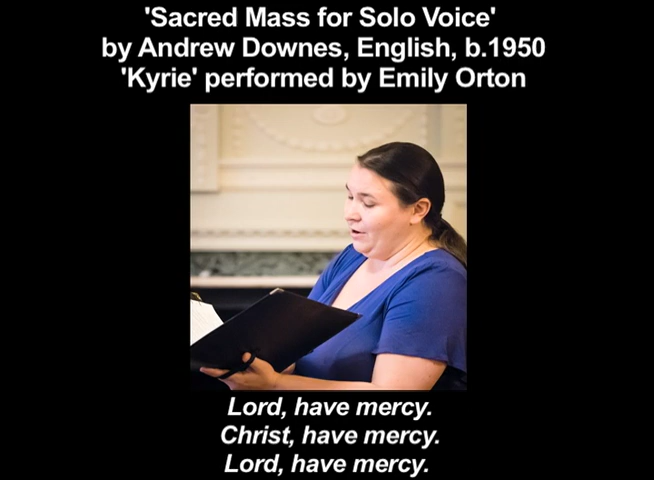 'Sacred Mass for Solo Voice'
by Andrew Downes, English, b.1950
'Kyrie' performed by Emily Orton
Lord, have mercy.
Christ, have mercy.
Lord, have mercy.